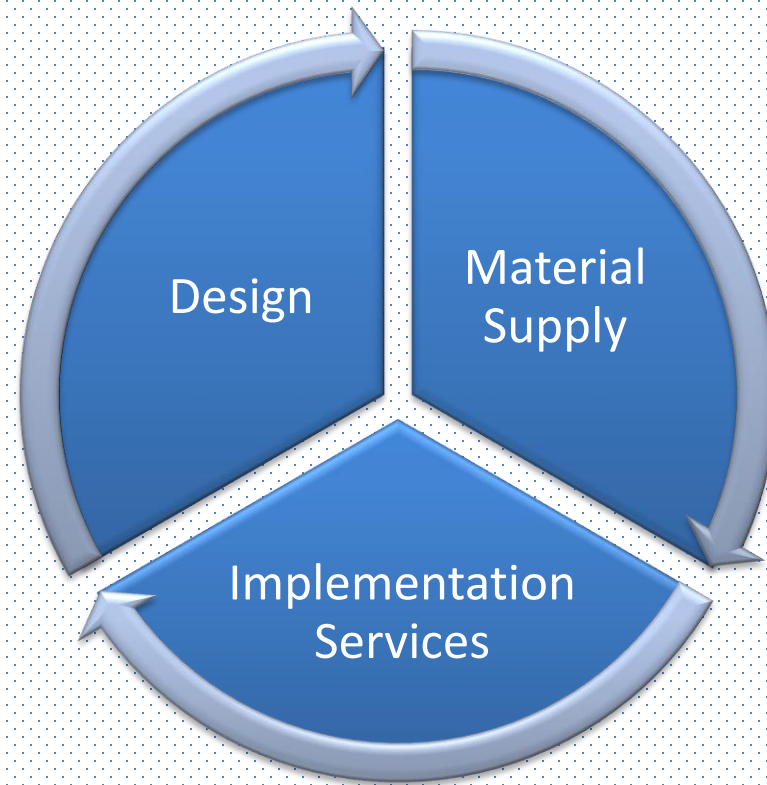 Design
Material
Supply
Implementation
Services